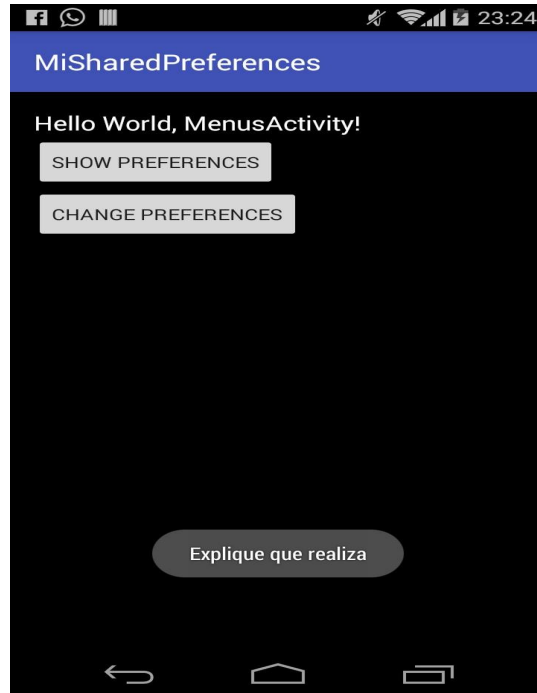 23:24
MiSharedPreferences
Hello World, MenusActivity!
SHOW PREFERENCES
CHANGE PREFERENCES
Explique que realiza